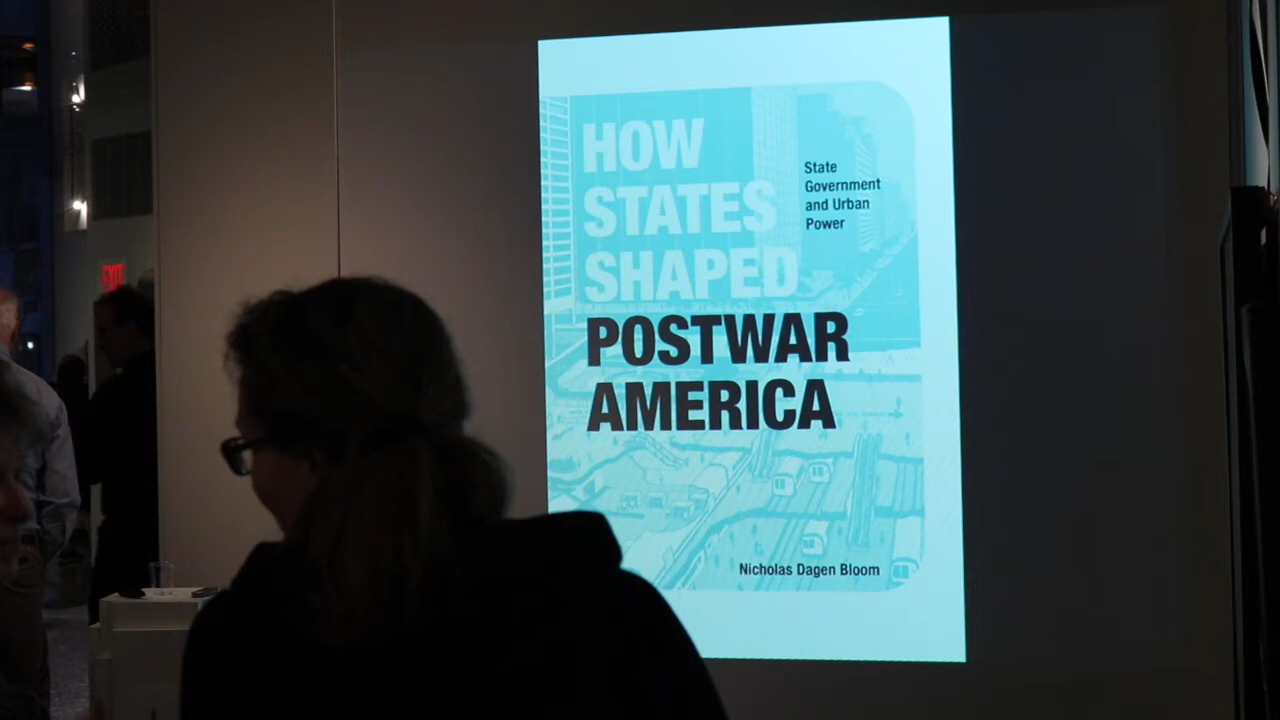 HOW
STATES
SHAPED
POSTWAR
AMERICA
State
Government
and Urban
Power
Nicholas Dagen Bloom
EXIT